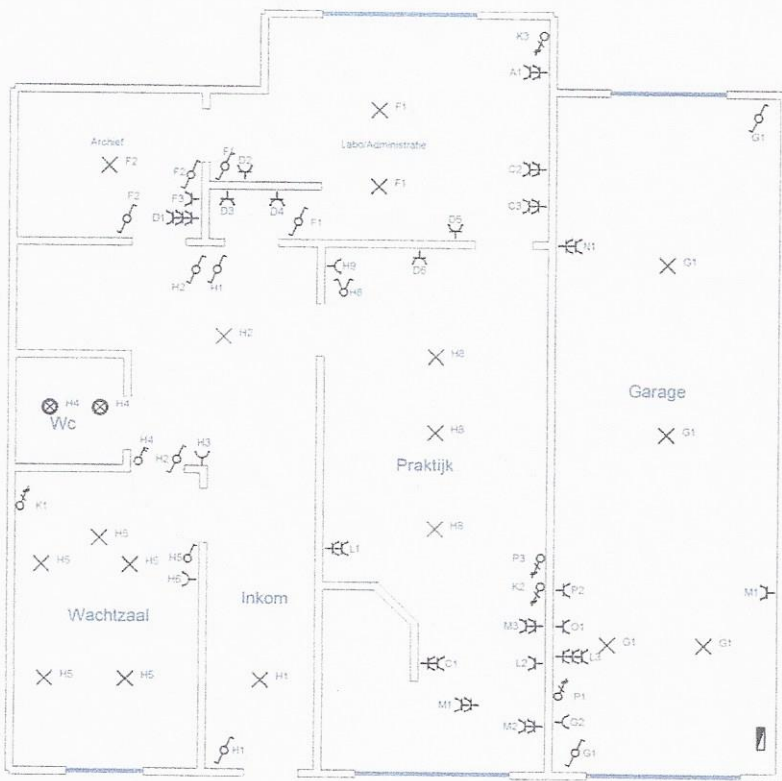 K3
A1
F1
Archief
Labo/Administratie
G1
F2
F2
F1
D2
C2
F1
F3
D3
D4
C3
F2
D1
F1
D5
N1
D6
H9
G1
H2
H1
H8
H2
H8
Garage
H4
H4
Wc
H8
G1
H4
H2
H3
Praktijk
K1
H5
H8
H5
H5
H5
L1
P3
H6
K2
P2
M1
Inkom
Wachtzaal
M3
O1
G1
G1
L2
L3
C1
H5
H5
H1
P1
M1
G2
M2
H1
G1